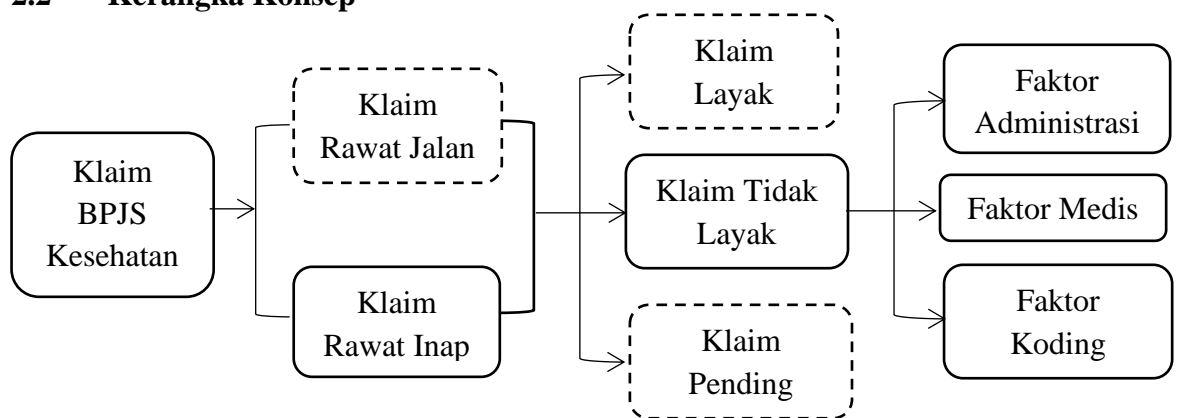 2.2 Kerangka Konsep
Klaim
BPJS
Kesehatan
Klaim
Rawat Jalan
Klaim
Rawat Inap
Klaim
Layak
Klaim Tidak
Layak
Klaim
Pending
Faktor
Administrasi
Faktor Medis
Faktor
Koding